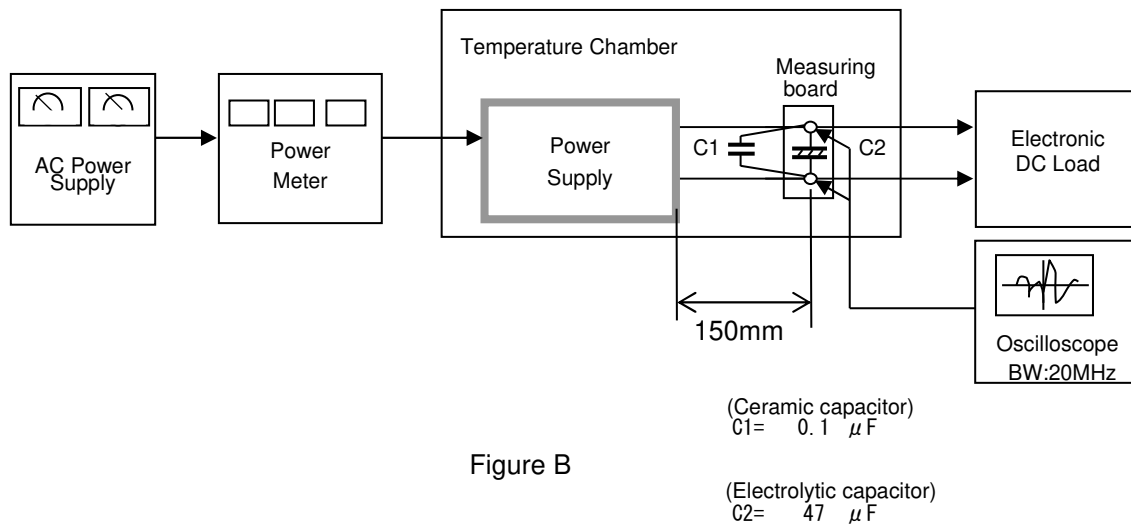 Temperature Chamber
Measuring
board
AC Power
Supply
Power
Meter
Power
Supply
C1
C2
Electronic
DC Load
150mm
Oscilloscope
BW:20MHz
(Ceramic capacitor)
C1= 0.1 μF
Figure B
(Electrolytic capacitor)
C2= 47 μF